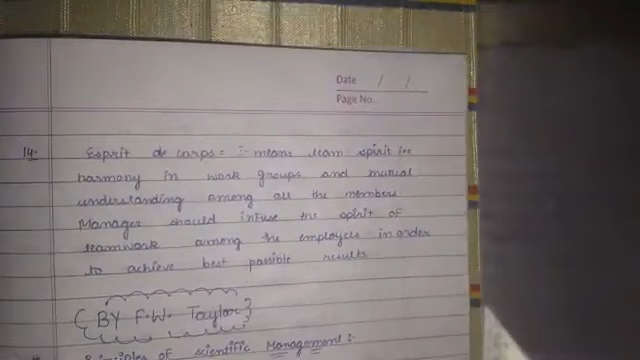 Date / /
Page No.
14. Esprit de corps = :- means team spirit i.e
harmony in work groups and mutual
understanding among all the members.
Manager should infuse the spirit of
teamwork among the employees in order
to achieve best possible results
(BY F.W. Taylor)
Principles of scientific Management :-